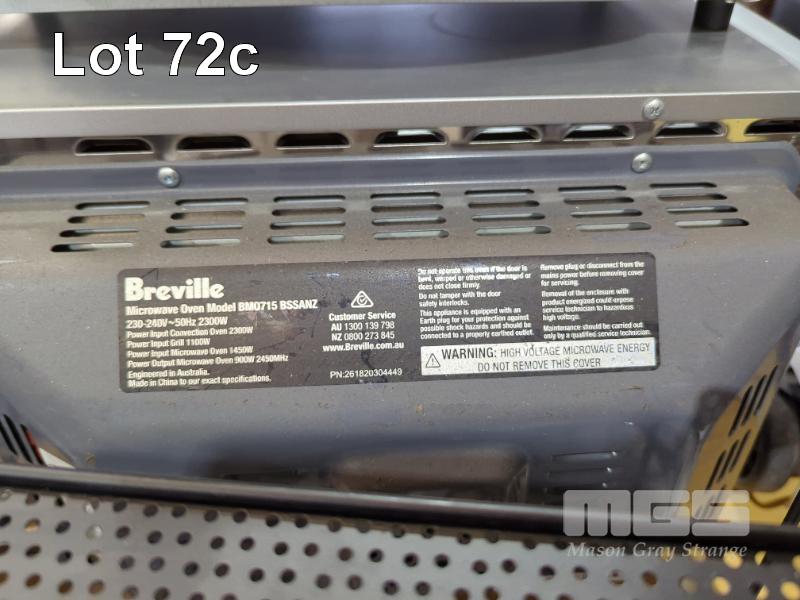 Lot 72c
Breville
Microwave Oven Model BMO715 BSSANZ
230-240V~50Hz 2300W
Power Input Convection Oven 2300W
Power Input Grill 1100W
Power Input Microwave Oven 1450W
Power Output Microwave Oven 900W 2450MHz
Engineered in Australia.
Made in China to our exact specifications.
Customer Service
AU 1300 139 798
NZ 0800 273 845
www.Breville.com.au
PN:261820304449
Do not operate this oven if the door is
bent, warped or otherwise damaged or
does not close firmly.
Do not tamper with the door
safety interlocks.
This appliance is equipped with an
Earth plug for your protection against
possible shock hazards and should be
connected to a properly earthed outlet.
Remove plug or disconnect from the
mains power before removing cover
for servicing.
Removal of the enclosure with
product energized could expose
service technician to hazardous
high voltage.
Maintenance should be carried out
by a
WARNING: HIGH VOLTAGE MICROWAVE ENERGY
DO NOT REMOVE THIS COVER
MGS
Mason Gray Strange